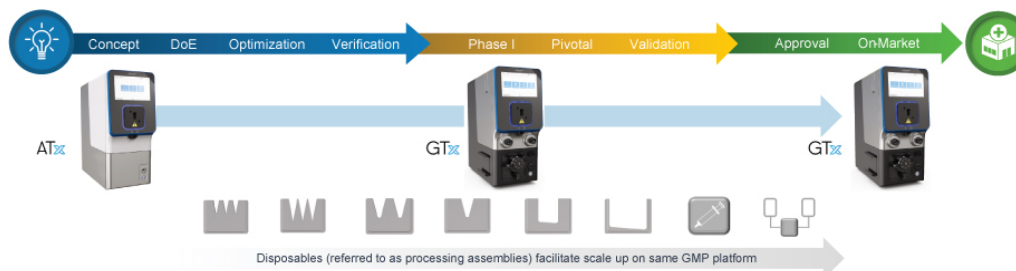 Concept DoE Optimization Verification Phase I Pivotal Validation Approval On-Market
ATx
GTx
GTx
Disposables (referred to as processing assemblies) facilitate scale up on same GMP platform